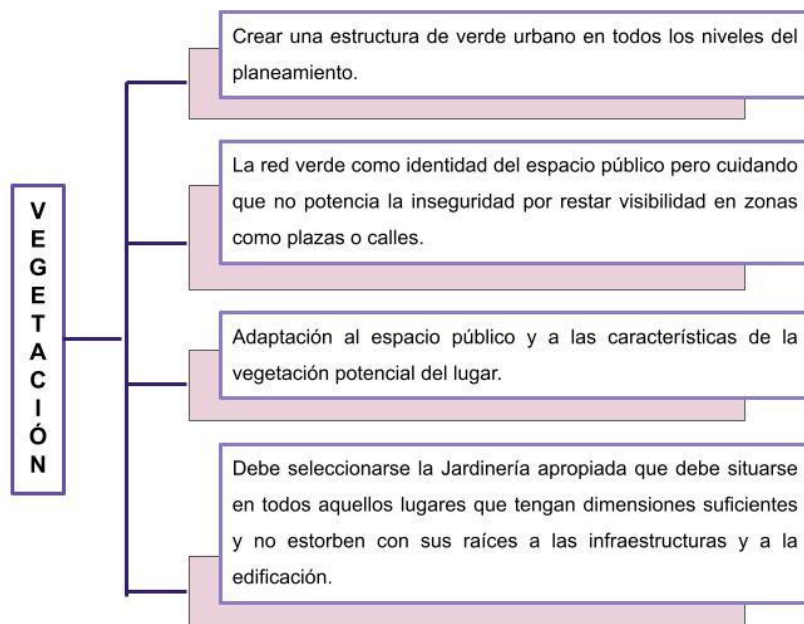 VEGETACIÓN
Crear una estructura de verde urbano en todos los niveles del
planeamiento.
La red verde como identidad del espacio público pero cuidando
que no potencia la inseguridad por restar visibilidad en zonas
como plazas o calles.
Adaptación al espacio público y a las características de la
vegetación potencial del lugar.
Debe seleccionarse la Jardinería apropiada que debe situarse
en todos aquellos lugares que tengan dimensiones suficientes
y no estorben con sus raíces a las infraestructuras y a la
edificación.